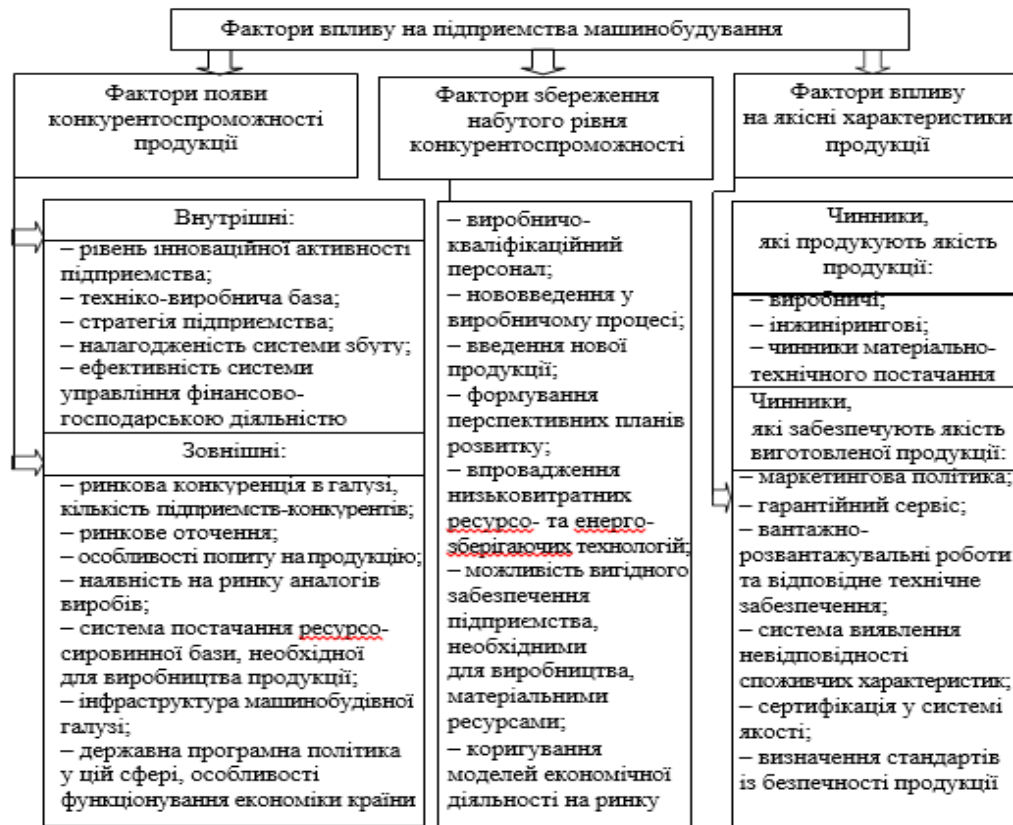 Фактори впливу на підприємства машинобудування
Фактори появи
конкурентоспроможності
продукції
Внутрішні:
– рівень інноваційної активності
підприємства;
– техніко-виробнича база;
– стратегія підприємства;
– налагодженість системи збуту;
– ефективність системи
управління фінансово-
господарською діяльністю
Зовнішні:
– ринкова конкуренція в галузі,
кількість підприємств-конкурентів;
– ринкове оточення;
– особливості попиту на продукцію;
– наявність на ринку аналогів
виробів;
– система постачання ресурсо-
сировинної бази, необхідної
для виробництва продукції;
– інфраструктура машинобудівної
галузі;
– державна програмна політика
у цій сфері, особливості
функціонування економіки країни
Фактори збереження
набутого рівня
конкурентоспроможності
– виробничо-
кваліфікаційний
персонал;
– нововведення у
виробничому процесі;
– введення нової
продукції;
– формування
перспективних планів
розвитку;
– впровадження
низьковитратних
ресурсо- та енерго-
зберігаючих технологій;
– можливість вигідного
забезпечення
підприємства,
необхідними
для виробництва,
матеріальними
ресурсами;
– коригування
моделей економічної
діяльності на ринку
Фактори впливу
на якісні характеристики
продукції
Чинники,
які продукують якість
продукції:
– виробничі;
– інжинірингові;
– чинники матеріально-
технічного постачання
Чинники,
які забезпечують якість
виготовленої продукції:
– маркетингова політика;
– гарантійний сервіс;
– вантажно-
розвантажувальні роботи
та відповідне технічне
забезпечення;
– система виявлення
невідповідності
споживчих характеристик;
– сертифікація у системі
якості;
– визначення стандартів
із безпечності продукції